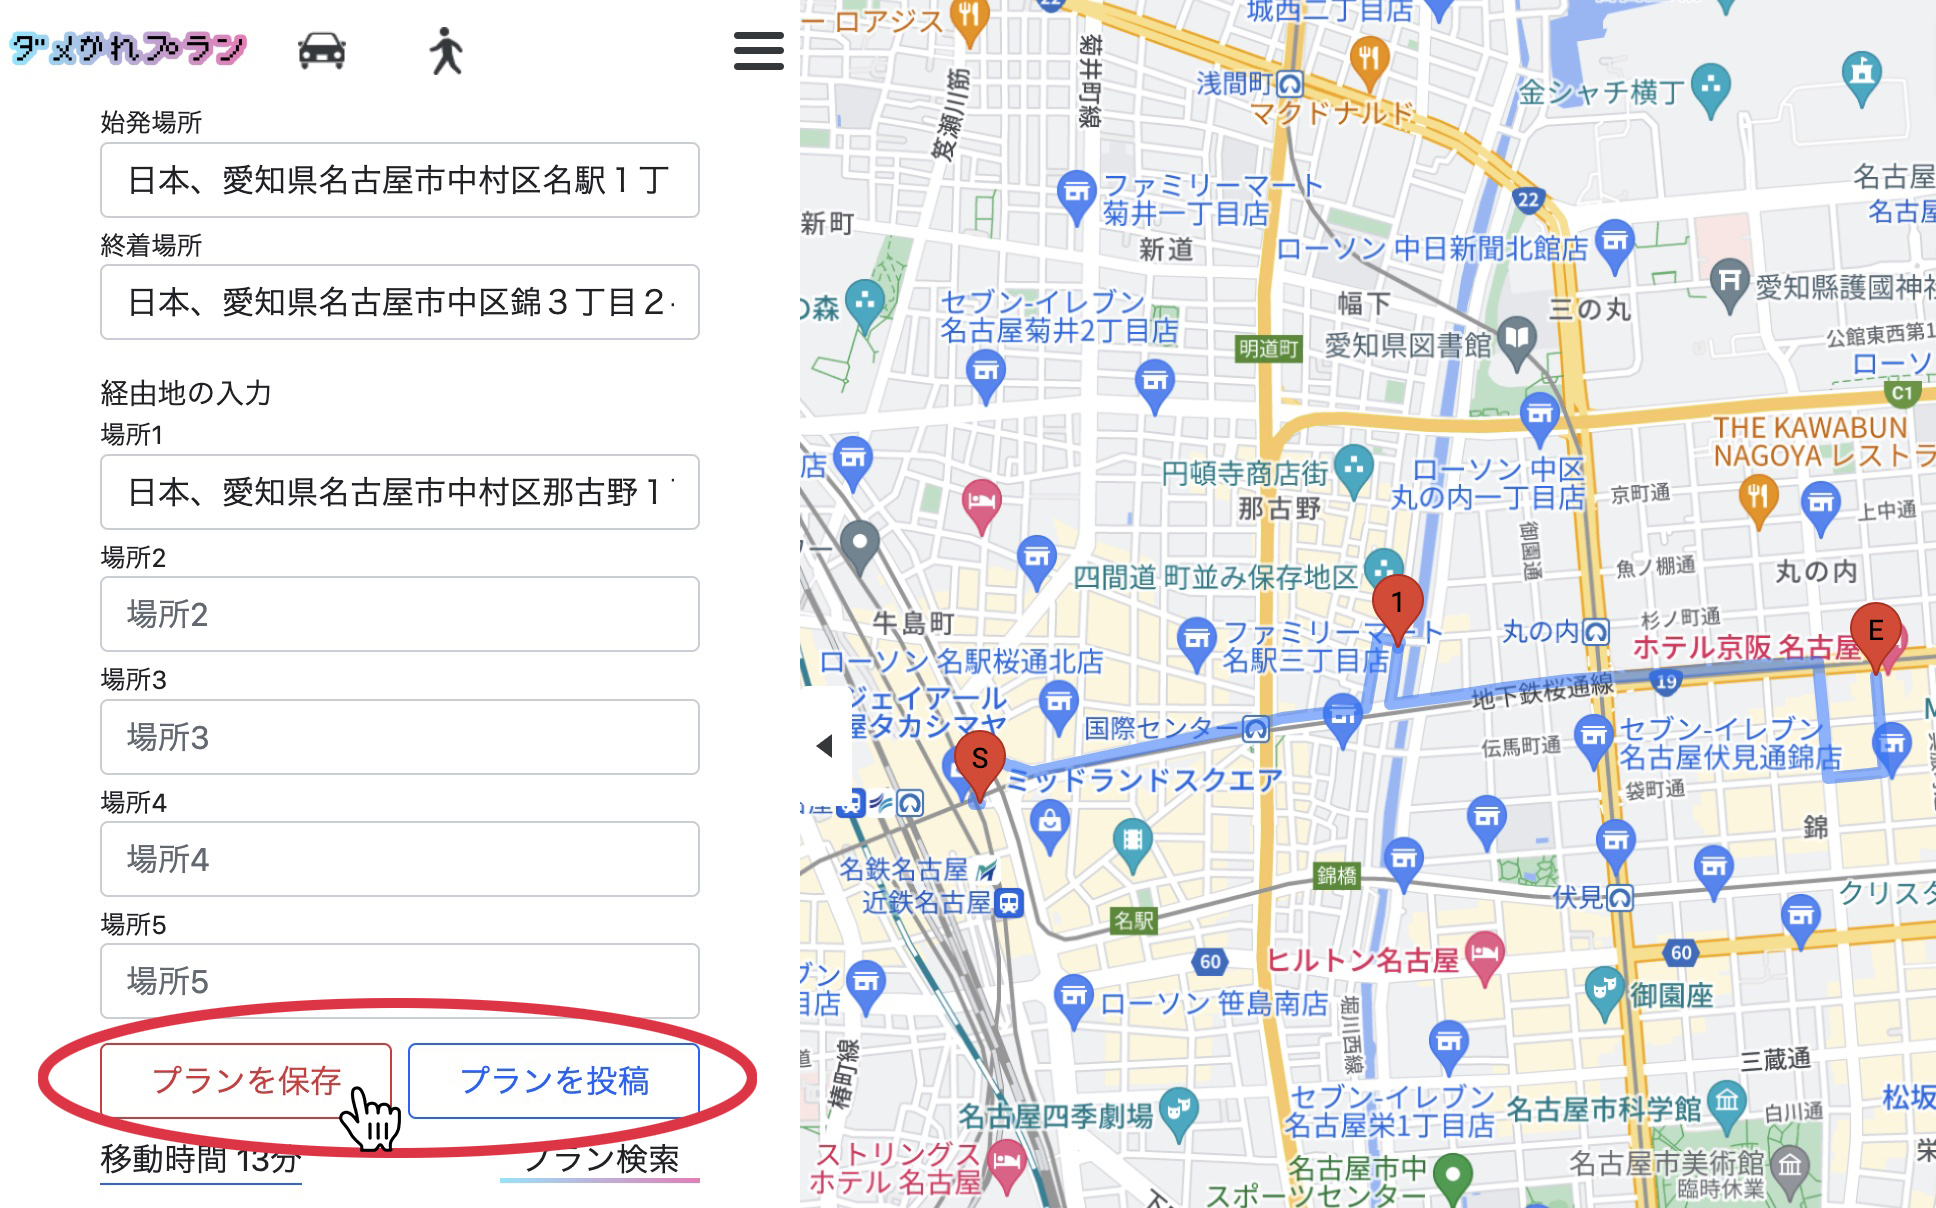 ダメかれプラン
始発場所
日本、愛知県名古屋市中村区名駅１丁
終着場所
日本、愛知県名古屋市中区錦３丁目２
経由地の入力
場所1
日本、愛知県名古屋市中村区那古野１
場所2
場所2
場所3
場所3
場所4
場所4
場所5
場所5
プランを保存
プランを投稿
移動時間 13分
プラン検索
ー ロアジス
22
城西二丁目店
菊井町線
笈瀬川筋
浅間町
マクドナルド
金シャチ横丁
新町
ファミリーマート
菊井一丁目店
新道
22
ローソン 中日新聞北館店
名古屋
名古屋
愛知縣護國神社
の森
セブン-イレブン
名古屋菊井2丁目店
幅下
三の丸
明道町
愛知県図書館
公館東西第1
ローソ
C1
THE KAWABUN
NAGOYA レストラ
店
円頓寺商店街
那古野
ローソン 中区
丸の内一丁目店
京町通
上中通
御園通
魚ノ棚通
丸の内
四間道 町並み保存地区
1
杉ノ町通
E
牛島町
ファミリーマート
名駅三丁目店
丸の内
ホテル京阪 名古屋
ローソン 名駅桜通北店
ジェイアール
屋タカシマヤ
国際センター
地下鉄桜通線
19
セブン-イレブン
名古屋伏見通錦店
伝馬町通
S
ミッドランドスクエア
袋町通
錦
名鉄名古屋
近鉄名古屋
錦橋
名駅
伏見
クリスタ
60
ヒルトン名古屋
60
御園座
ローソン 笹島南店
堀川西線
椿町線
三蔵通
セブン-イレブン
名古屋栄1丁目店
名古屋市科学館
白川通
松坂
名古屋四季劇場
ストリングス
ホテル 名古屋
名古屋市中
スポーツセンター
名古屋市美術館
臨時休業
栄